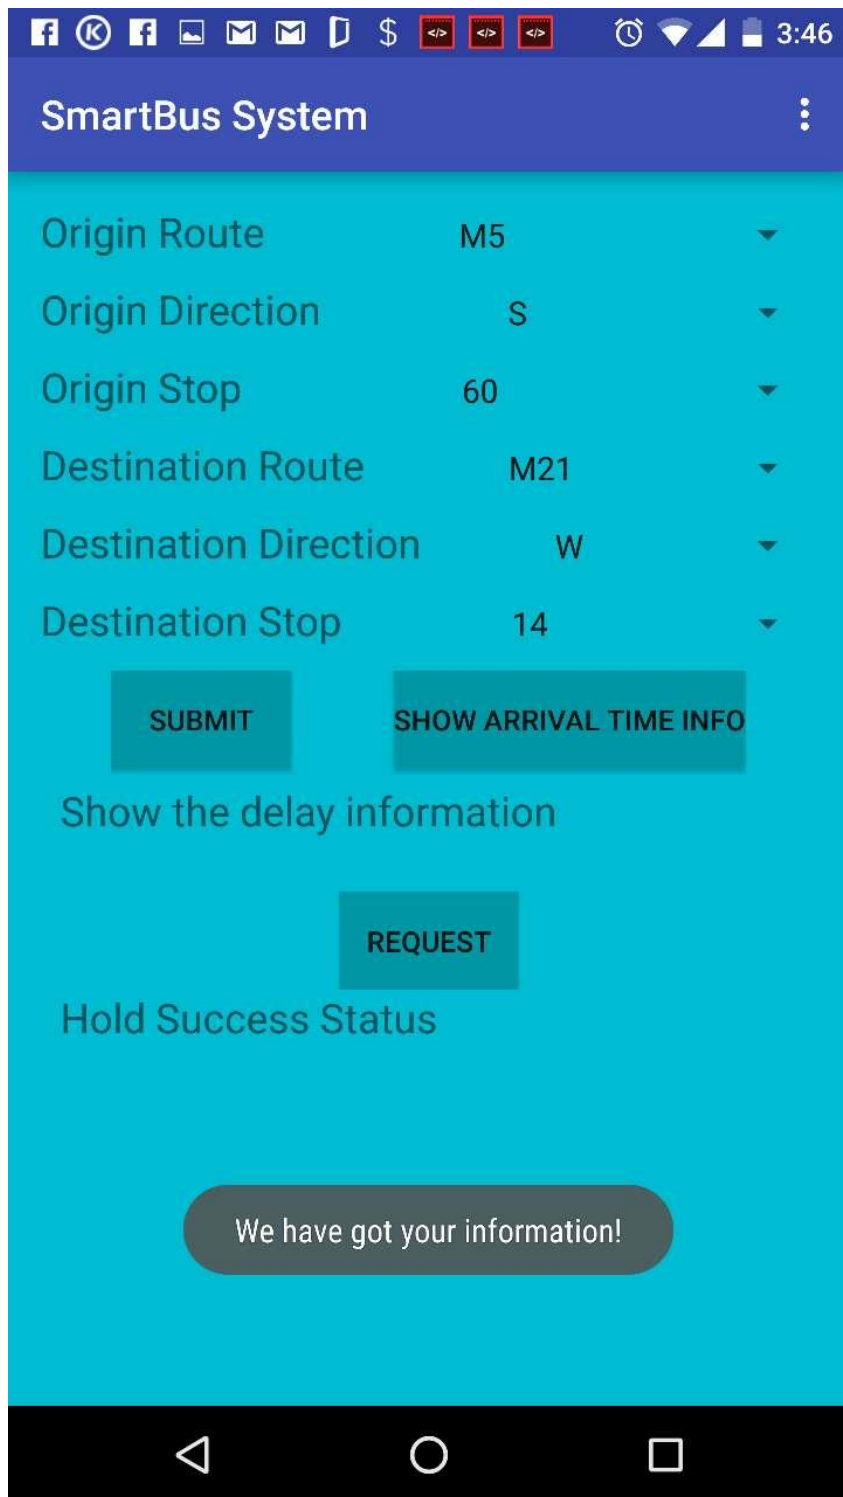 3:46
SmartBus System
Origin Route M5
Origin Direction S
Origin Stop 60
Destination Route M21
Destination Direction W
Destination Stop 14
SUBMIT SHOW ARRIVAL TIME INFO
Show the delay information
REQUEST
Hold Success Status
We have got your information!